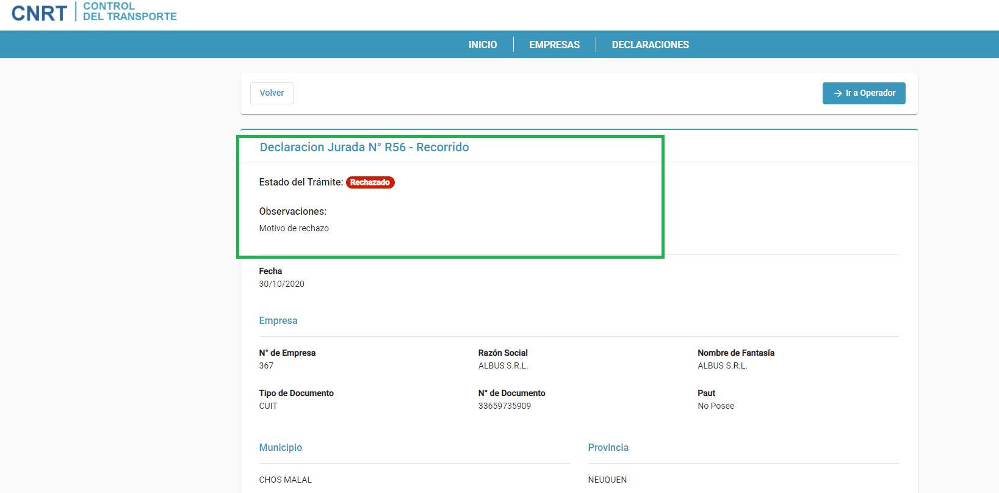 CNRT
CONTROL
DEL TRANSPORTE
INICIO
EMPRESAS
DECLARACIONES
Volver
Ir a Operador
Declaracion Jurada N° R56 - Recorrido
Estado del Trámite: Rechazado
Observaciones:
Motivo de rechazo
Fecha
30/10/2020
Empresa
N° de Empresa
367
Razón Social
ALBUS S.R.L.
Nombre de Fantasía
ALBUS S.R.L.
Tipo de Documento
CUIT
N° de Documento
33659735909
Paut
No Posee
Municipio
CHOS MALAL
Provincia
NEUQUEN